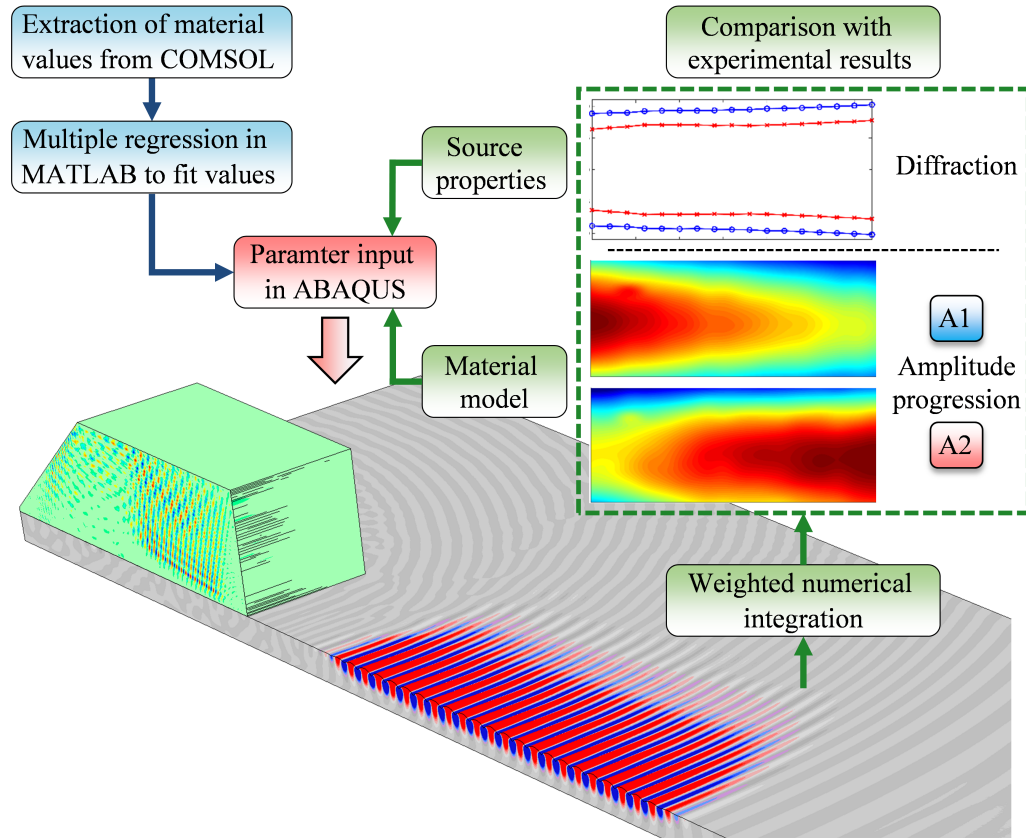 Extraction of material
values from COMSOL
Multiple regression in
MATLAB to fit values
Source
properties
Paramter input
in ABAQUS
Material
model
Comparison with
experimental results
Diffraction
A1
Amplitude
progression
A2
Weighted numerical
integration